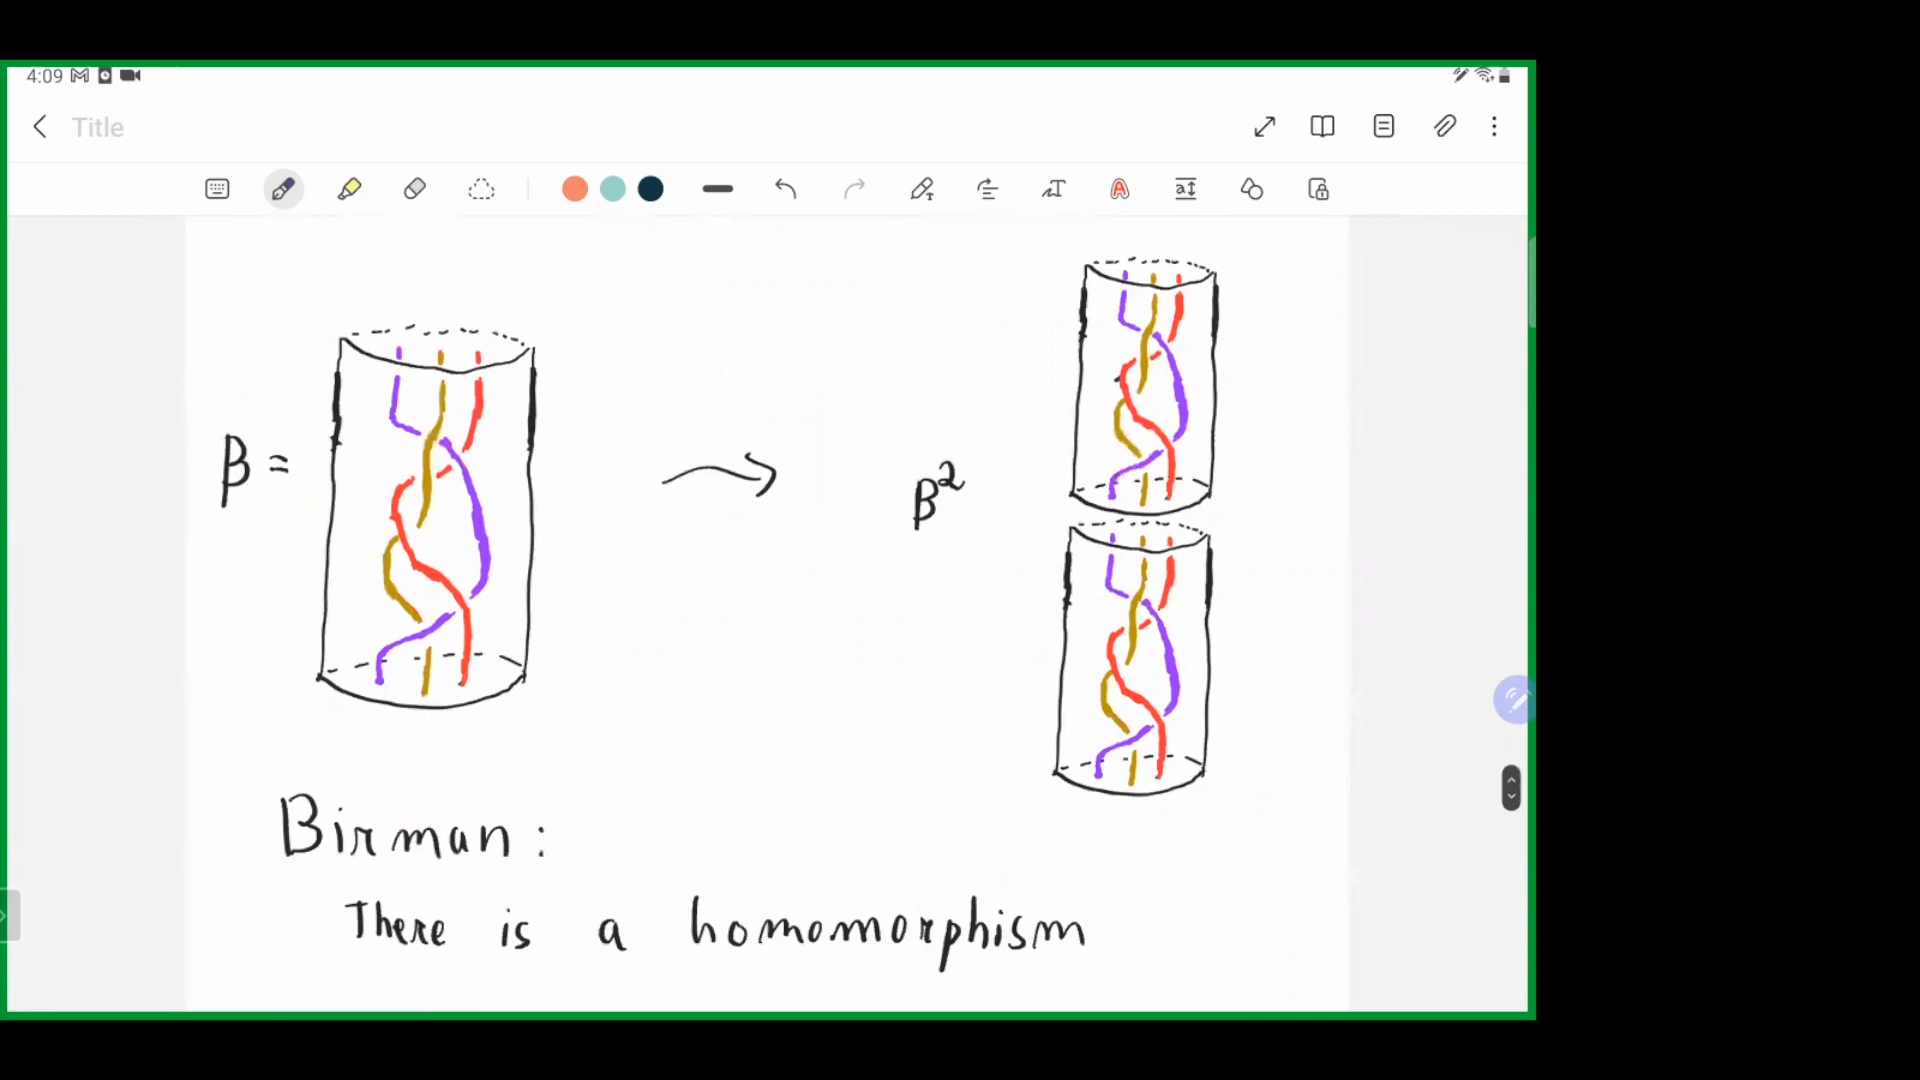 4:09
Title
β =
β²
Birman :
There is a homomorphism